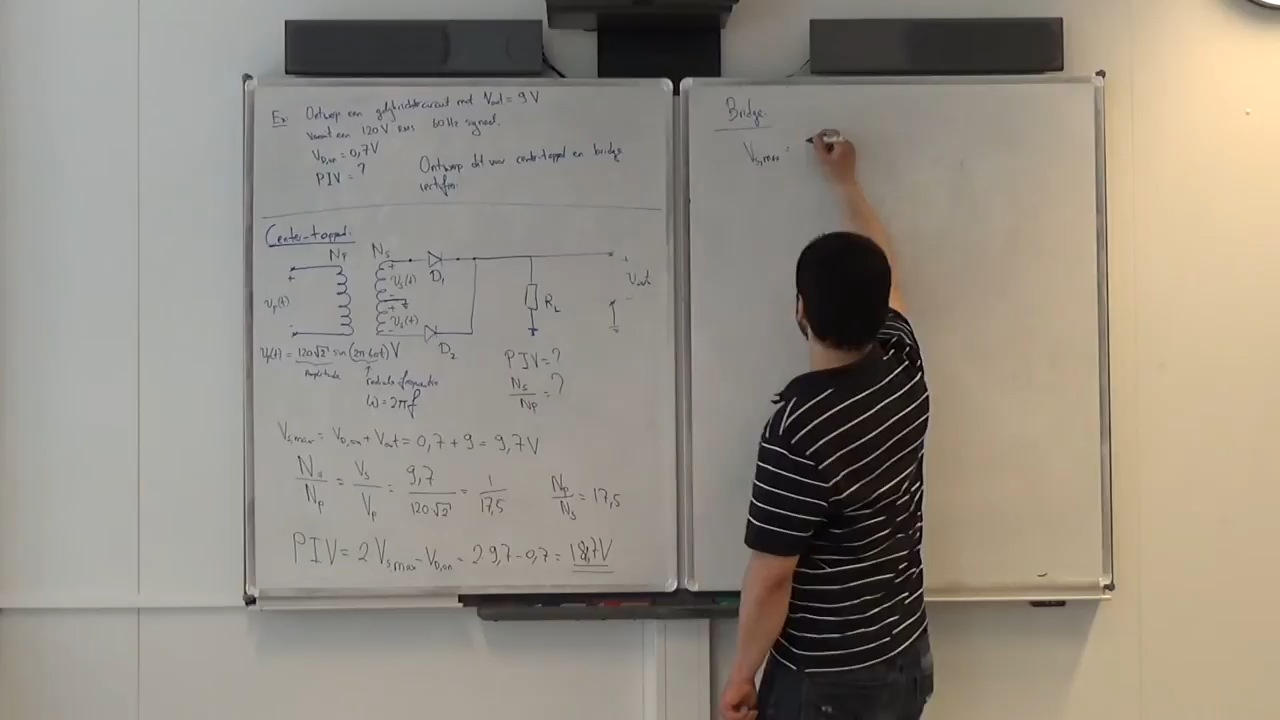 Ex: Ontwerp een gelijkrichtcircuit met Vout = 9 V
vanuit een 120 V RMS 60 Hz signaal.
VD,on = 0,7 V
PIV = ?
Ontwerp dit voor center-tapped en bridge
rectifier.
Center-tapped:
Np Ns
vp(t)
+
-
+
vs(t)
-
+
vs(t)
-
D1
D2
RL
+
Vout
-
vp(t) = 120√2 sin(2π60t) V
Amplitude
ω = 2πf
PIV = ?
Ns/Np = ?
Vs,max = VD,on + Vout = 0,7 + 9 = 9,7 V
Ns/Np = Vs/Vp = 9,7/120√2 = 1/17,5 Np/Ns = 17,5
PIV = 2 Vs,max - VD,on = 2 9,7 - 0,7 = 18,7 V
Bridge:
Vs,max =